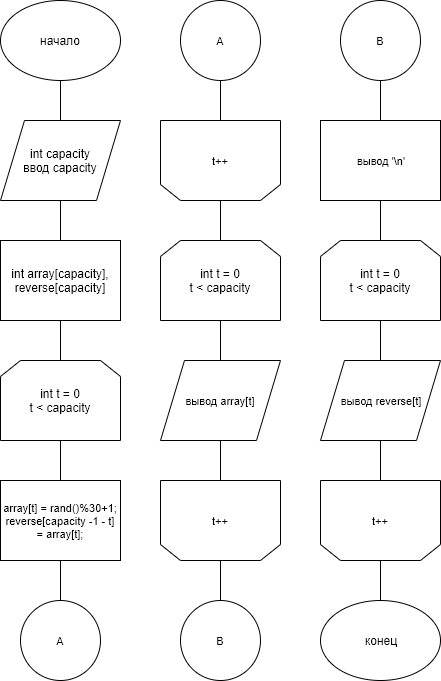 начало
int capacity
ввод capacity
int array[capacity],
reverse[capacity]
int t = 0
t < capacity
array[t] = rand()%30+1;
reverse[capacity -1 - t]
= array[t];
A
A
t++
int t = 0
t < capacity
вывод array[t]
t++
B
B
вывод '\n'
int t = 0
t < capacity
вывод reverse[t]
t++
конец